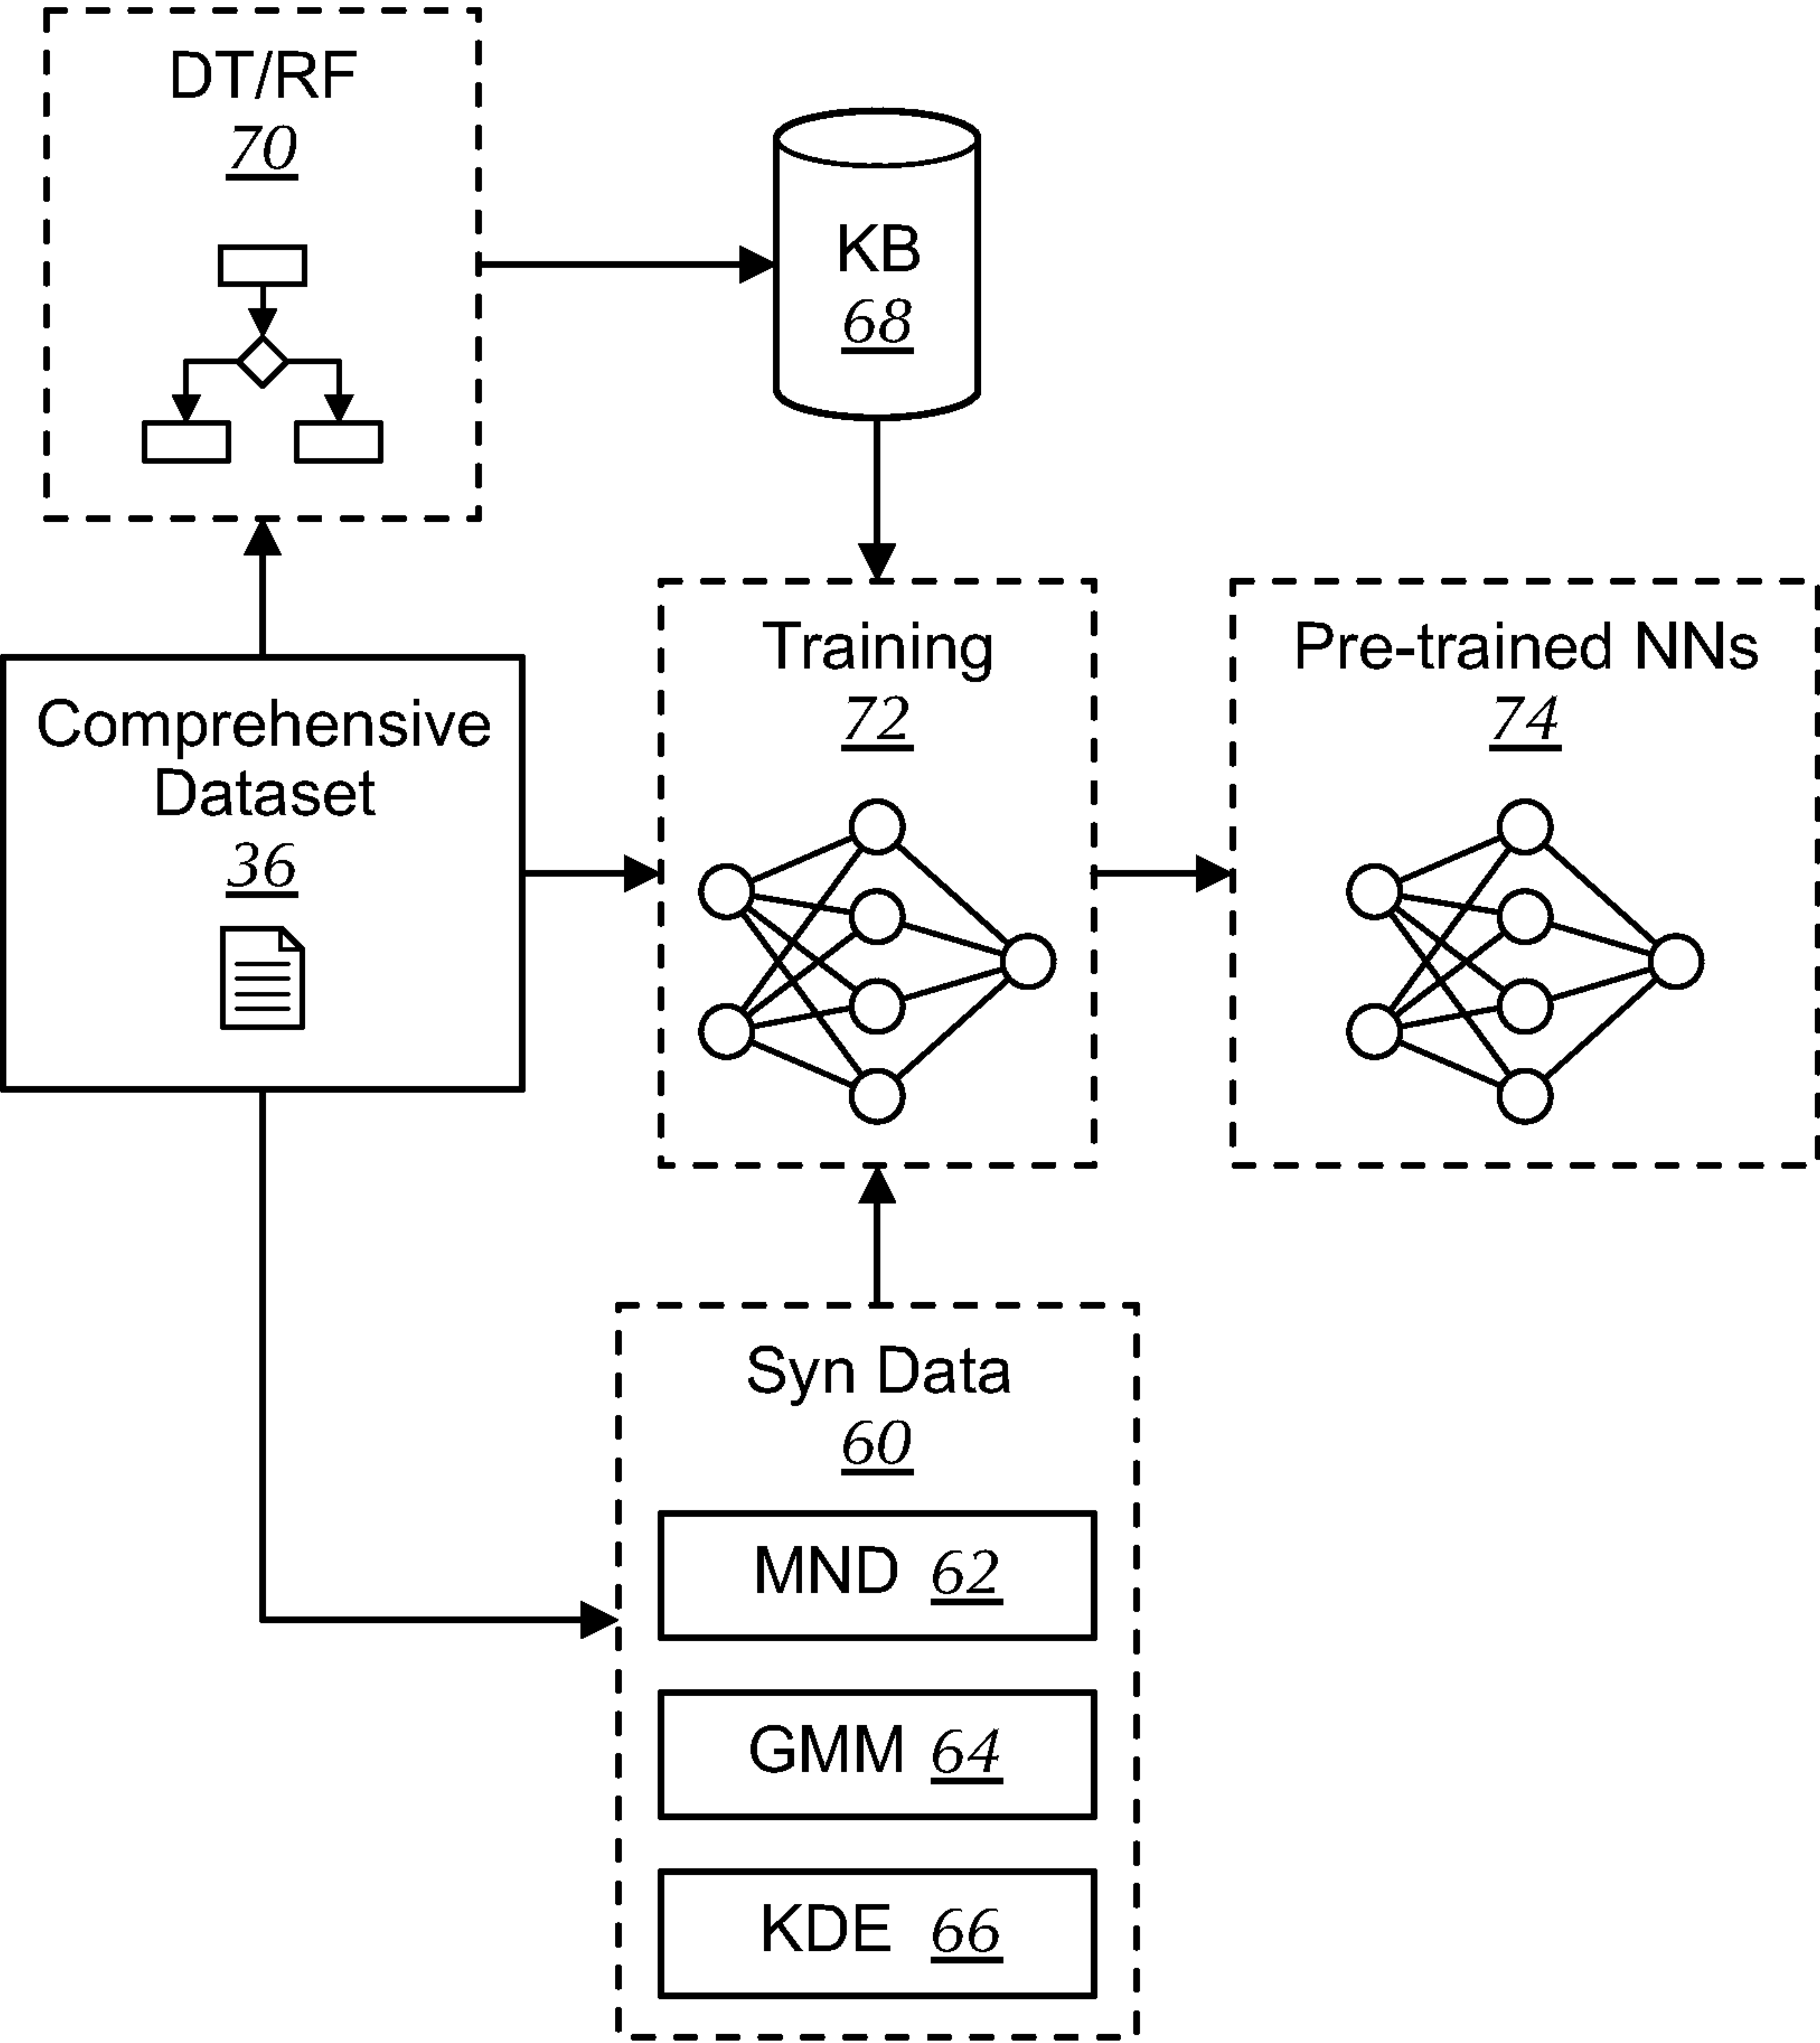 DT/RF
70
KB
68
Comprehensive
Dataset
36
Training
72
Pre-trained NNs
74
Syn Data
60
MND 62
GMM 64
KDE 66